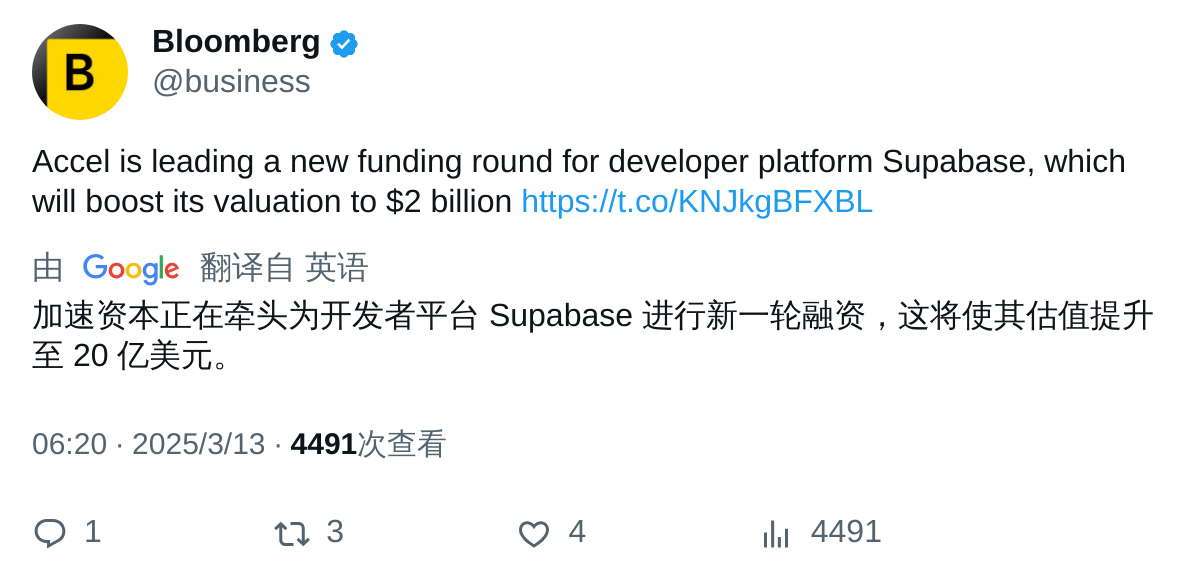 B
Bloomberg
@business
Accel is leading a new funding round for developer platform Supabase, which
will boost its valuation to $2 billion https://t.co/KNJkgBFXBL
由 Google 翻译自 英语
加速资本正在牵头为开发者平台 Supabase 进行新一轮融资，这将使其估值提升
至 20 亿美元。
06:20 · 2025/3/13 · 4491次查看
1 3 4 4491